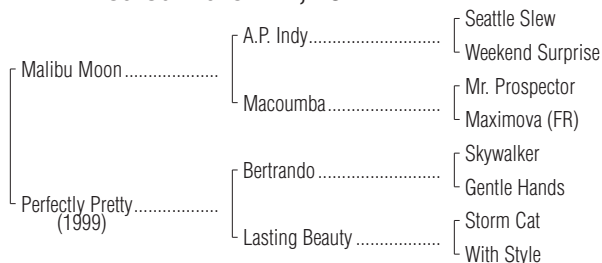 Seattle Slew
A.P. Indy
Weekend Surprise
Malibu Moon
Mr. Prospector
Macoumba
Maximova (FR)
Skywalker
Bertrando
Gentle Hands
Perfectly Pretty
(1999)
Storm Cat
Lasting Beauty
With Style